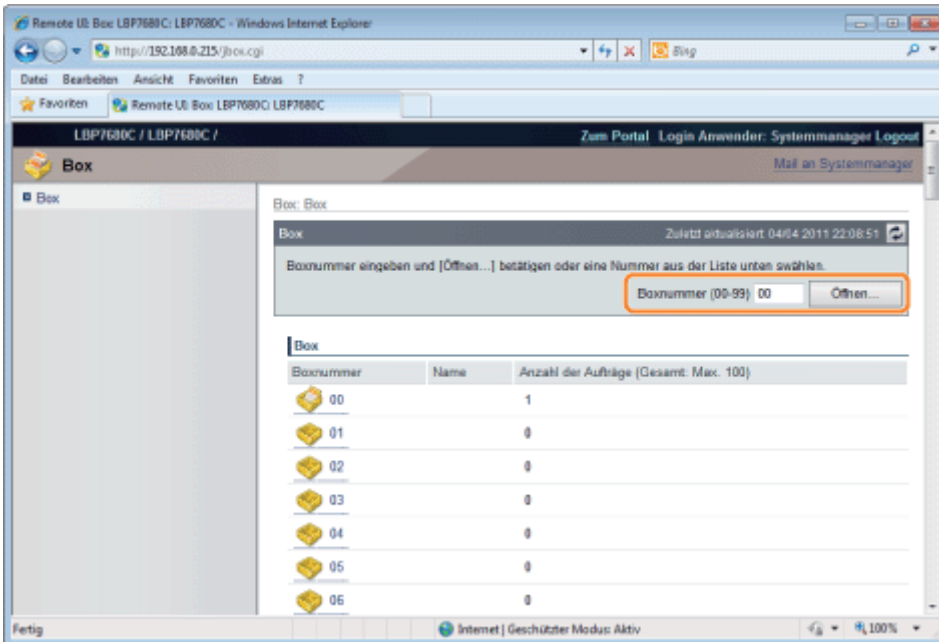 Remote UI: Box LBP7680C: LBP7680C - Windows Internet Explorer
http://192.168.0.215/jbox.cgi
Bing
Datei Bearbeiten Ansicht Favoriten Extras ?
Favoriten Remote UI: Box LBP7680C: LBP7680C
LBP7680C / LBP7680C / Zum Portal Login Anwender: Systemmanager Logout
Box Mail an Systemmanager
Box
Box: Box
Box Zuletzt aktualisiert 04/04 2011 22:08:51
Boxnummer eingeben und [Öffnen...] betätigen oder eine Nummer aus der Liste unten swählen.
Boxnummer (00-99) 00 Öffnen...
Box
Boxnummer Name Anzahl der Aufträge (Gesamt: Max. 100)
00 1
01 0
02 0
03 0
04 0
05 0
06 0
Fertig Internet | Geschützter Modus: Aktiv 100%